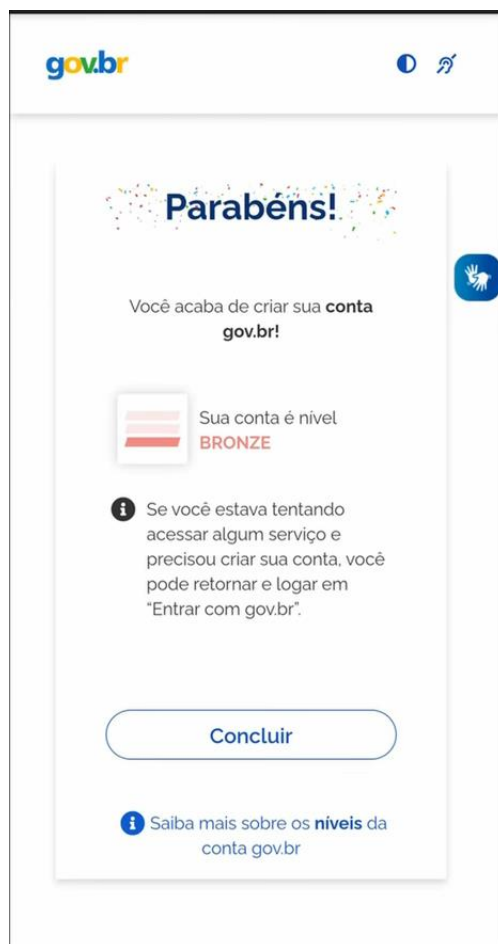 gov.br
Parabéns!
Você acaba de criar sua conta
gov.br!
Sua conta é nível
BRONZE
Se você estava tentando
acessar algum serviço e
precisou criar sua conta, você
pode retornar e logar em
“Entrar com gov.br”.
Concluir
Saiba mais sobre os níveis da
conta gov.br